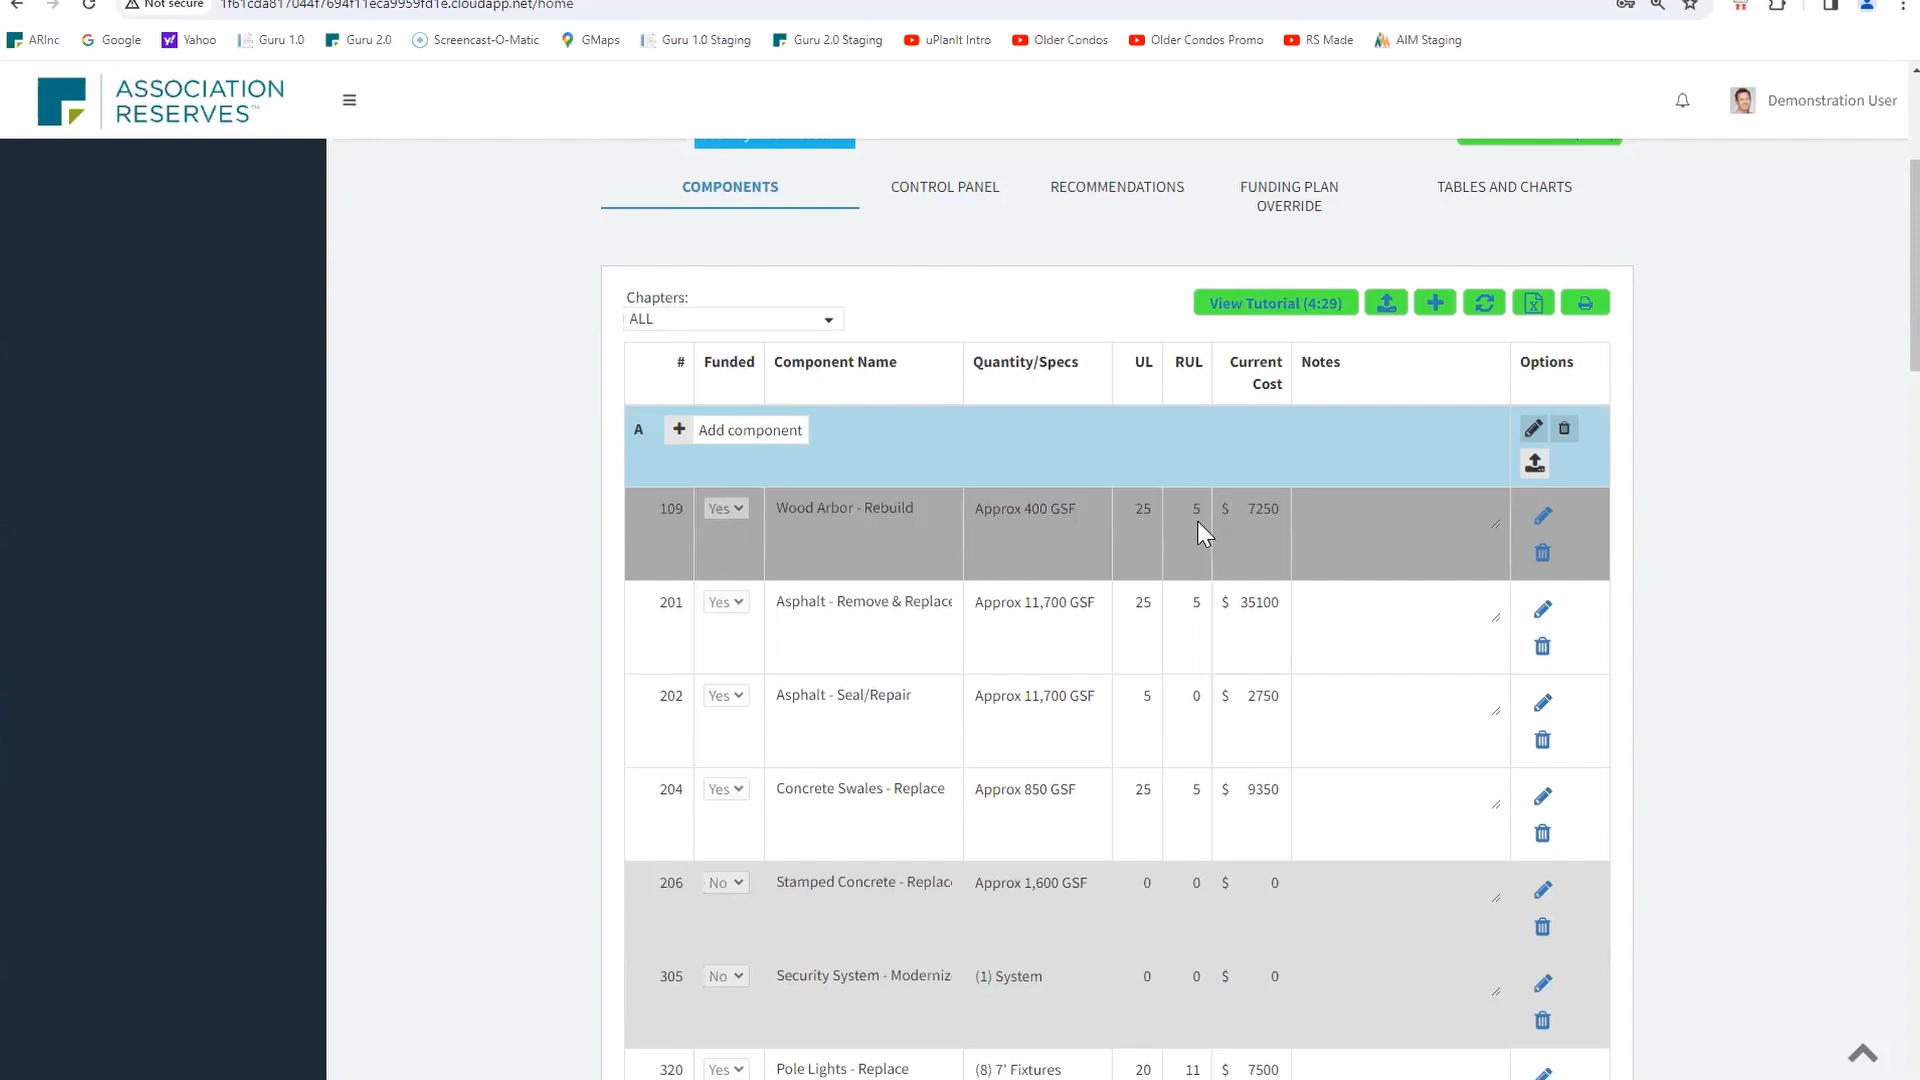 Not secure 1f61cda817044f7694f11eca9959fd1e.cloudapp.net/home
ARInc Google Yahoo Guru 1.0 Guru 2.0 Screencast-O-Matic GMaps Guru 1.0 Staging Guru 2.0 Staging uPlanIt Intro Older Condos Older Condos Promo RS Made AIM Staging
ASSOCIATION
RESERVES™
Demonstration User
COMPONENTS CONTROL PANEL RECOMMENDATIONS FUNDING PLAN OVERRIDE TABLES AND CHARTS
Chapters:
ALL
View Tutorial (4:29)
# Funded Component Name Quantity/Specs UL RUL Current Cost Notes Options
A + Add component
109 Yes Wood Arbor - Rebuild Approx 400 GSF 25 5 $ 7250
201 Yes Asphalt - Remove & Replace Approx 11,700 GSF 25 5 $ 35100
202 Yes Asphalt - Seal/Repair Approx 11,700 GSF 5 0 $ 2750
204 Yes Concrete Swales - Replace Approx 850 GSF 25 5 $ 9350
206 No Stamped Concrete - Replac Approx 1,600 GSF 0 0 $ 0
305 No Security System - Moderniz (1) System 0 0 $ 0
320 Yes Pole Lights - Replace (8) 7' Fixtures 20 11 $ 7500